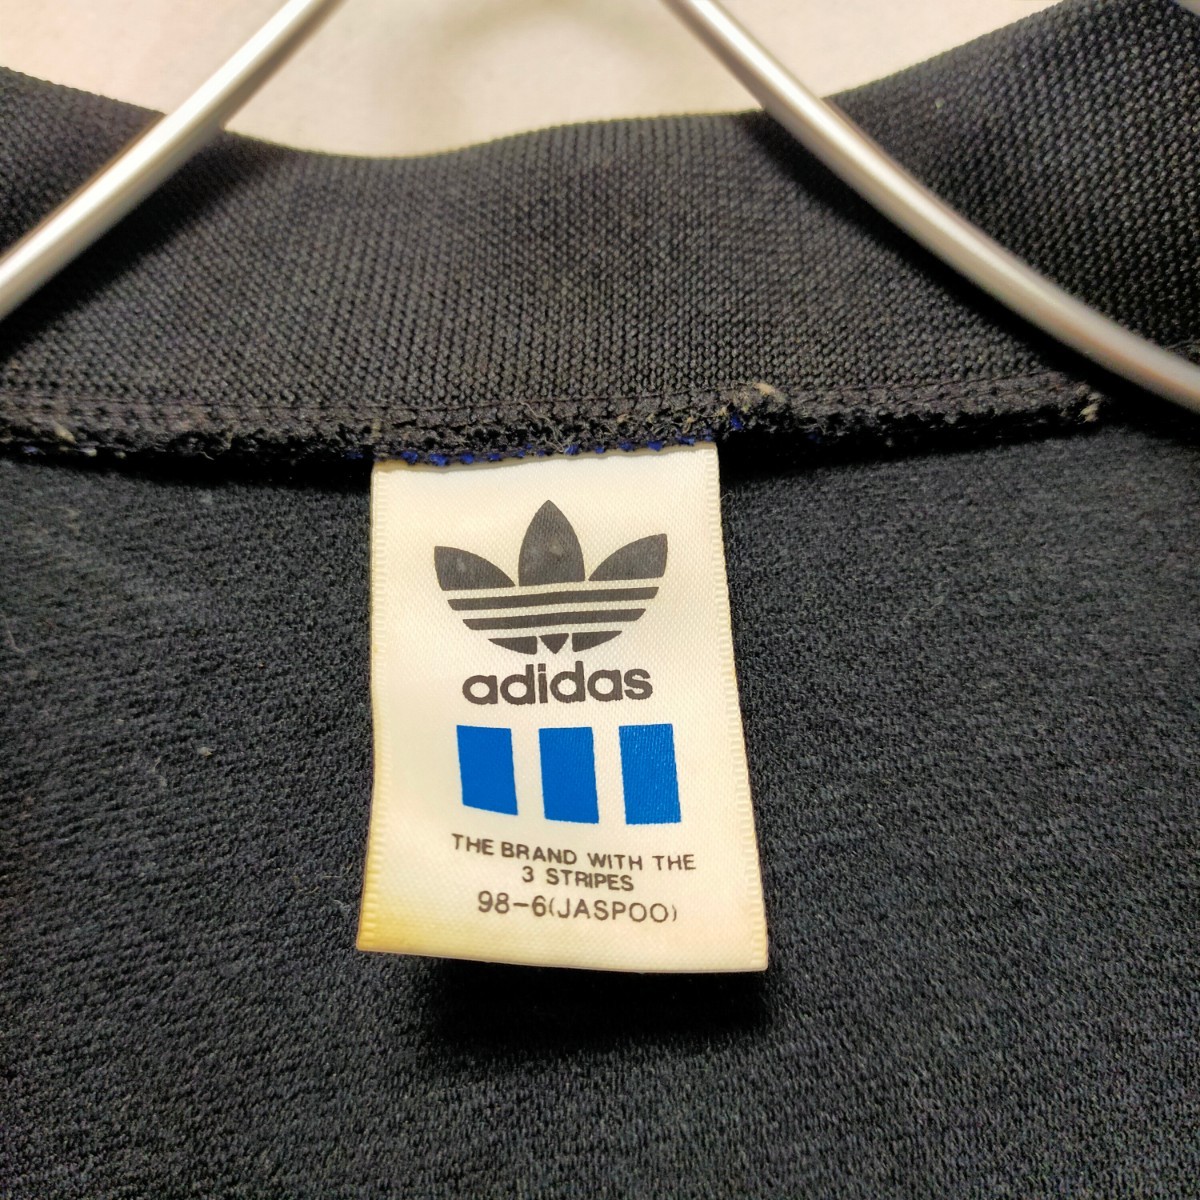 adidas
THE BRAND WITH THE
3 STRIPES
98-6(JASPOO)